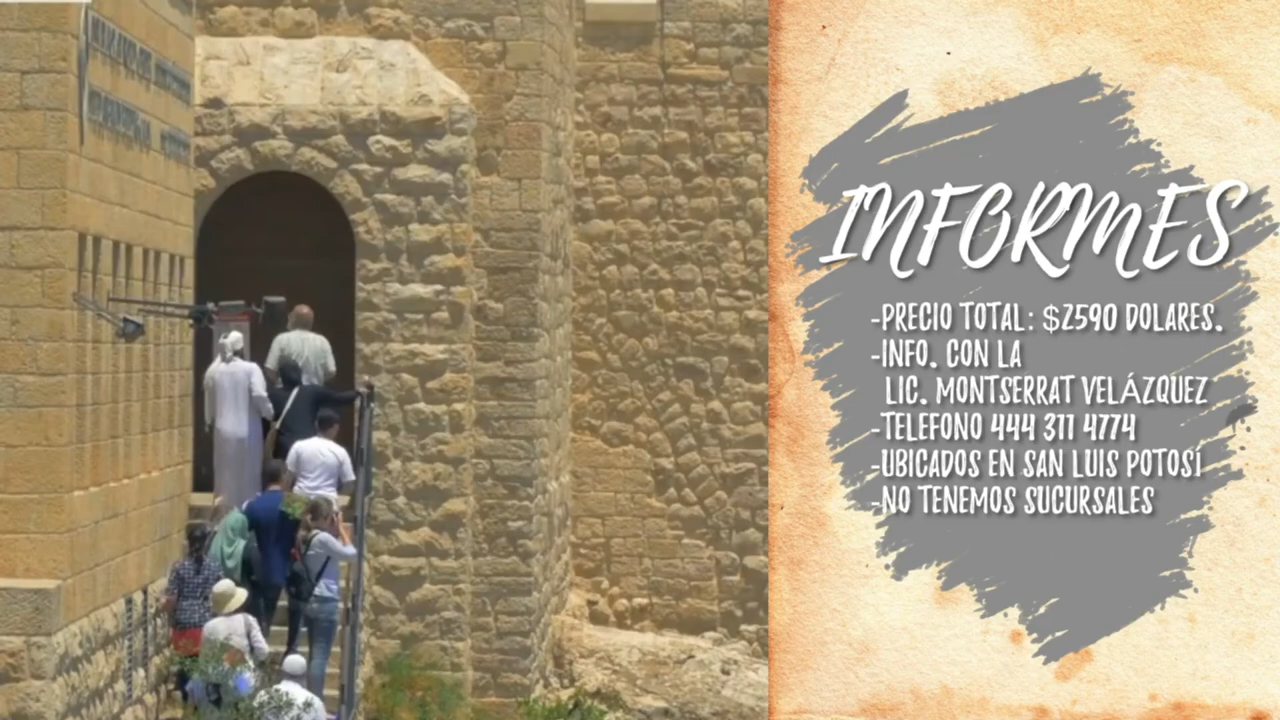 INFORMES
-PRECIO TOTAL: $2590 DOLARES.
-INFO. CON LA
LIC. MONTSERRAT VELÁZQUEZ
-TELEFONO 444 311 4774
-UBICADOS EN SAN LUIS POTOSÍ
-NO TENEMOS SUCURSALES